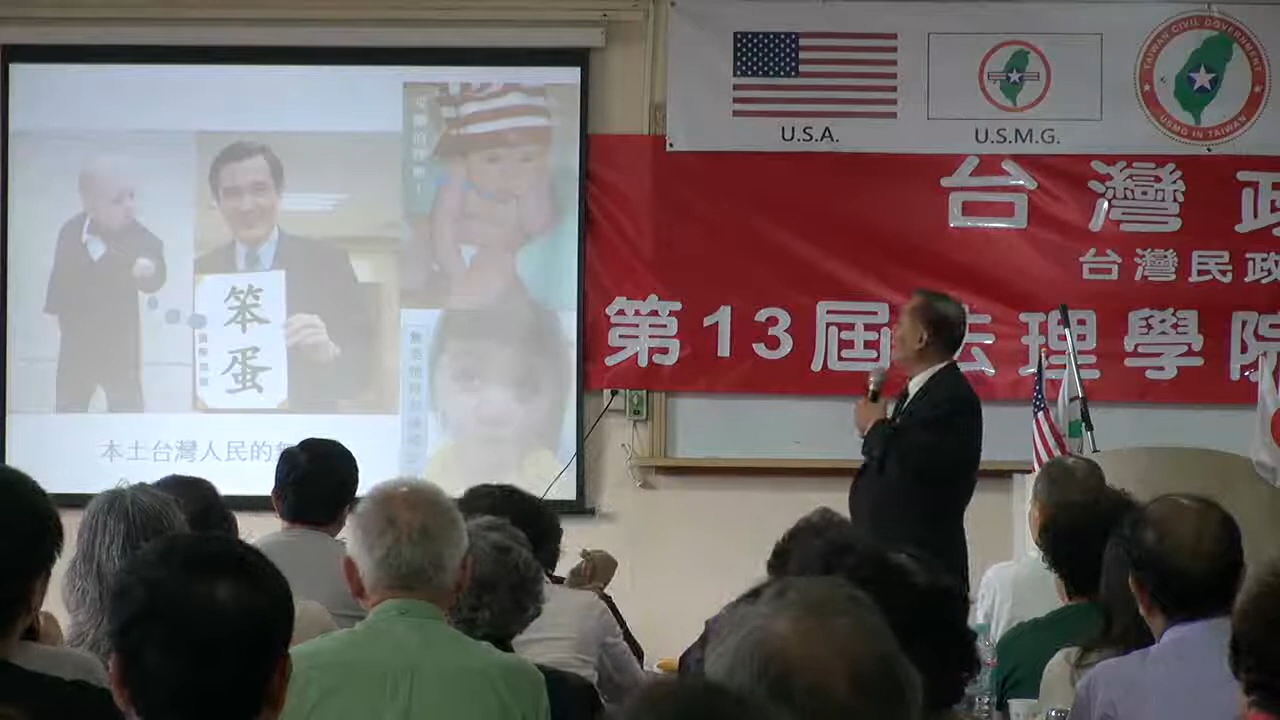 笨
蛋
本土台灣人民的
U.S.A.
U.S.M.G.
TAIWAN CIVIL GOVERNMENT
USMG IN TAIWAN
台灣政
台灣民政
第13屆法理學院